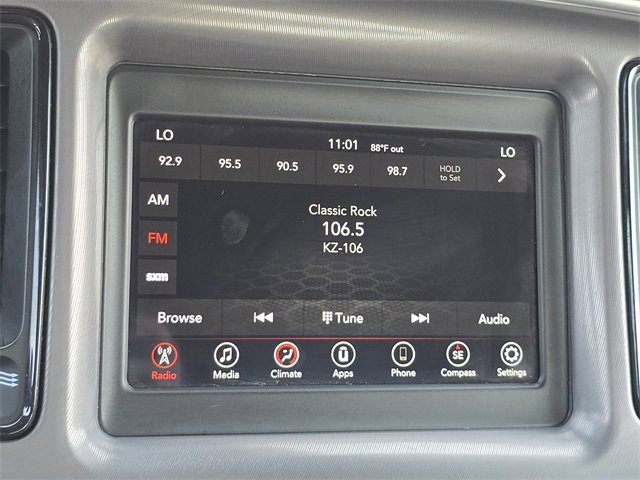 LO 11:01 88°F out LO
92.9 95.5 90.5 95.9 98.7 HOLD to Set
AM
FM
sxm
Classic Rock
106.5
KZ-106
Browse Tune Audio
SE
Radio Media Climate Apps Phone Compass Settings